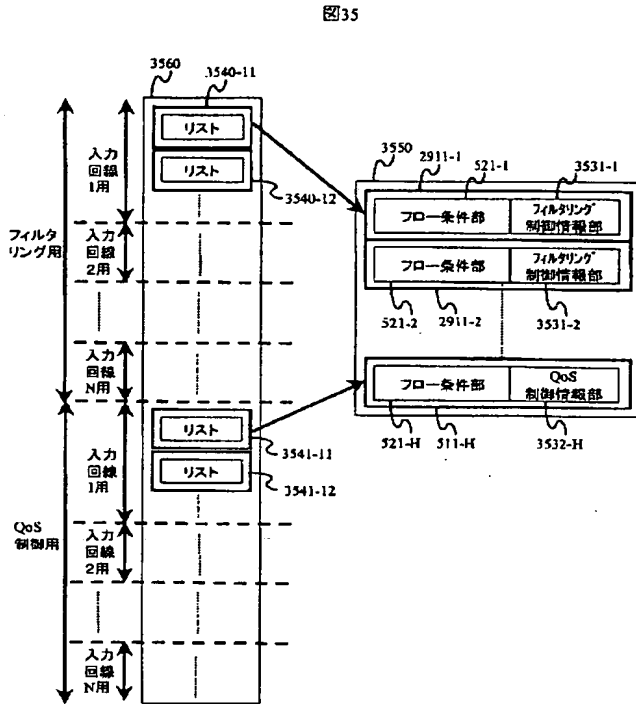 図35
3560
3540-11
リスト
リスト
3540-12
フィルタ
リング用
入力
回線
1用
入力
回線
2用
入力
回線
N用
3550
2911-1
521-1
3531-1
フロー条件部
フィルタリング
制御情報部
フロー条件部
フィルタリング
制御情報部
521-2
2911-2
3531-2
フロー条件部
QoS
制御情報部
521-H
511-H
3532-H
QoS
制御用
入力
回線
1用
リスト
3541-11
リスト
3541-12
入力
回線
2用
入力
回線
N用